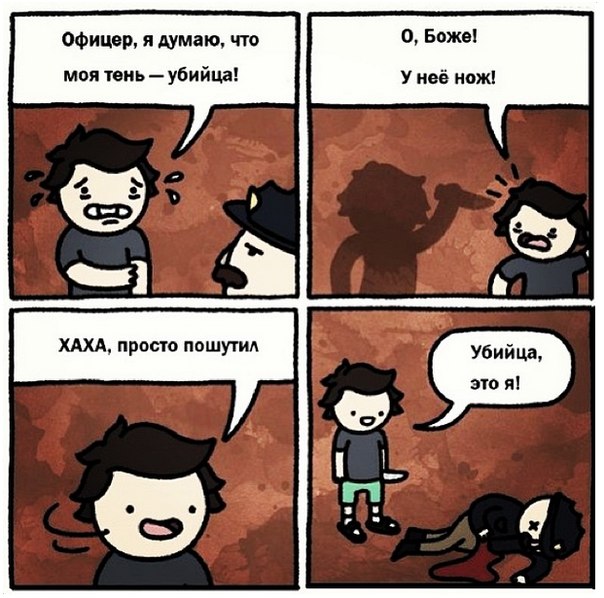 Офицер, я думаю, что
моя тень — убийца!
О, Боже!
У неё нож!
ХАХА, просто пошутил
Убийца,
это я!